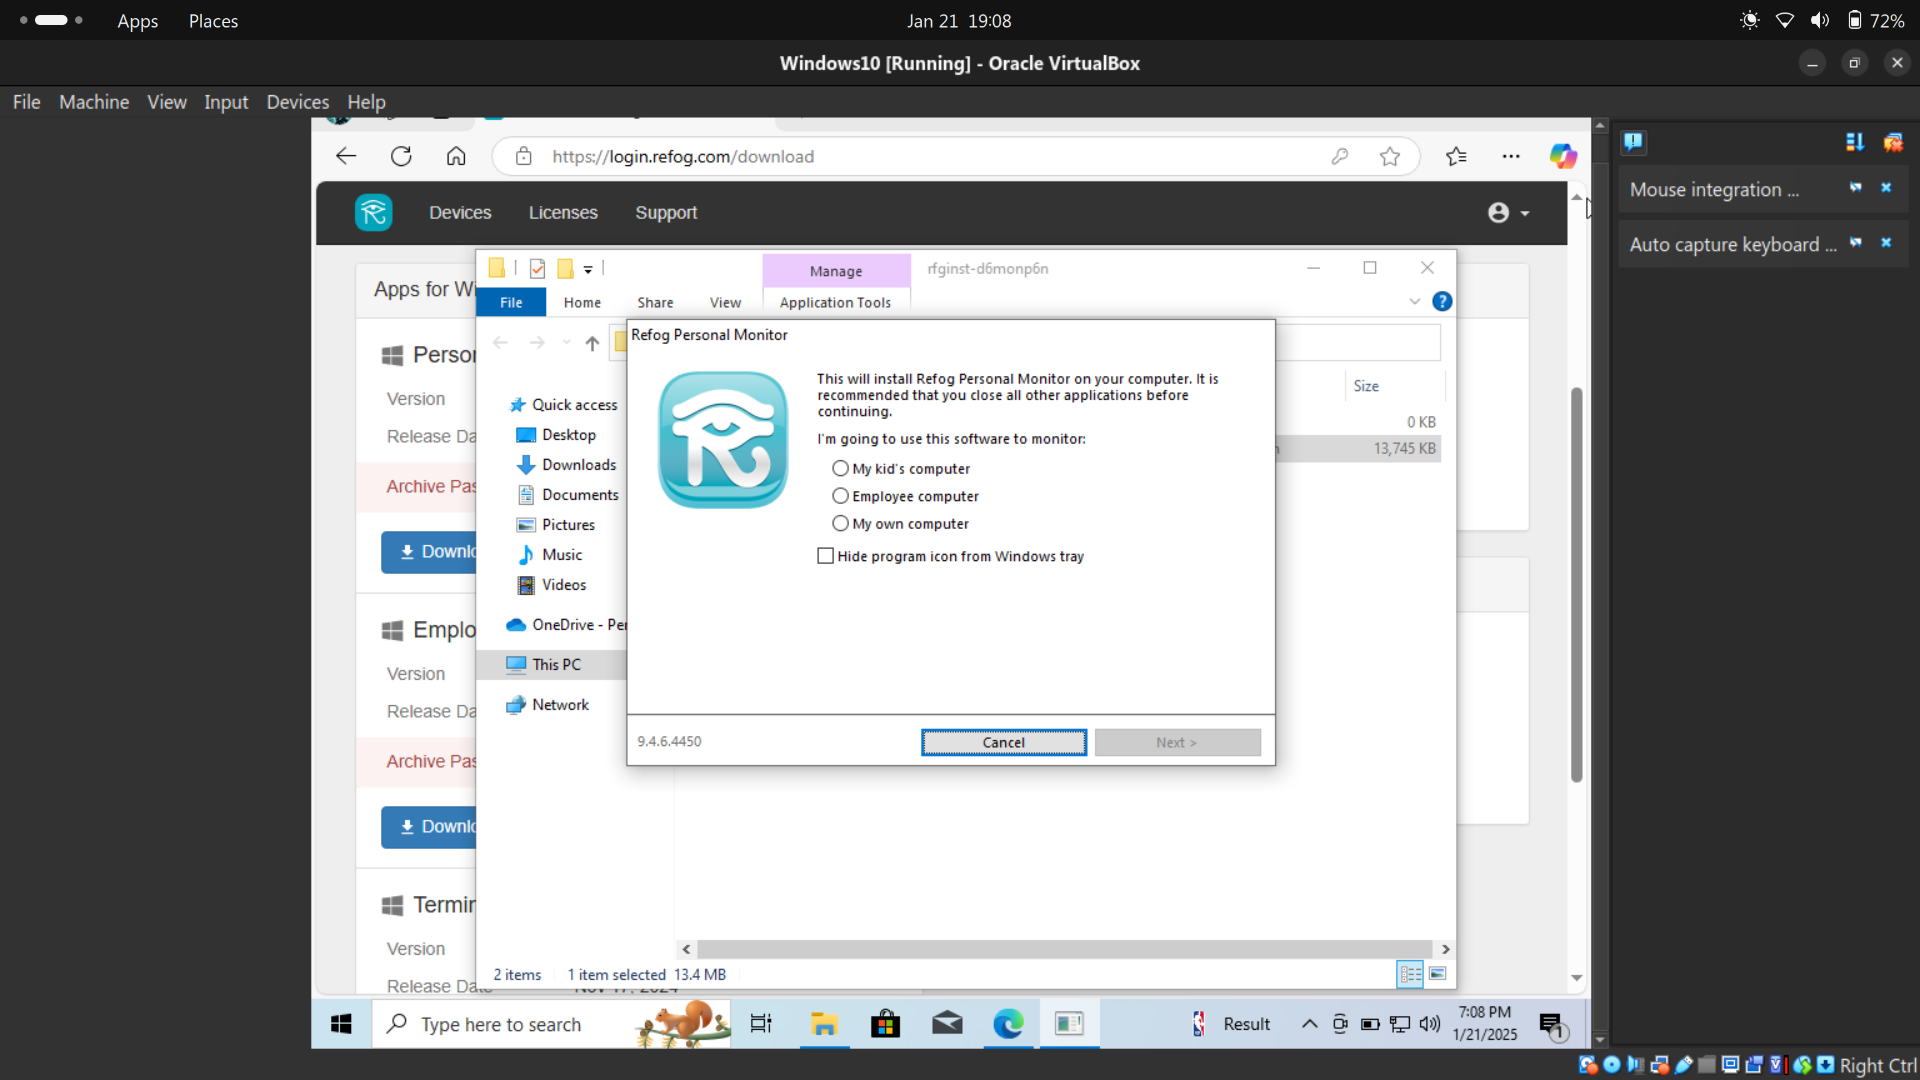 Apps Places Jan 21 19:08 72%
Windows10 [Running] - Oracle VirtualBox
File Machine View Input Devices Help
https://login.refog.com/download
Mouse integration ...
Auto capture keyboard ...
Devices Licenses Support
Manage rfginst-d6monp6n
File Home Share View Application Tools
Apps for Wi
Person
Version
Release Da
Archive Pas
Downlo
Emplo
Version
Release Da
Archive Pas
Downlo
Termin
Version
Release Date Nov 17, 2024
Quick access
Desktop
Downloads
Documents
Pictures
Music
Videos
OneDrive - Per
This PC
Network
Size
0 KB
13,745 KB
Refog Personal Monitor
This will install Refog Personal Monitor on your computer. It is
recommended that you close all other applications before
continuing.
I'm going to use this software to monitor:
My kid's computer
Employee computer
My own computer
Hide program icon from Windows tray
9.4.6.4450 Cancel Next >
2 items 1 item selected 13.4 MB
Type here to search Result 7:08 PM
1/21/2025
1
Right Ctrl